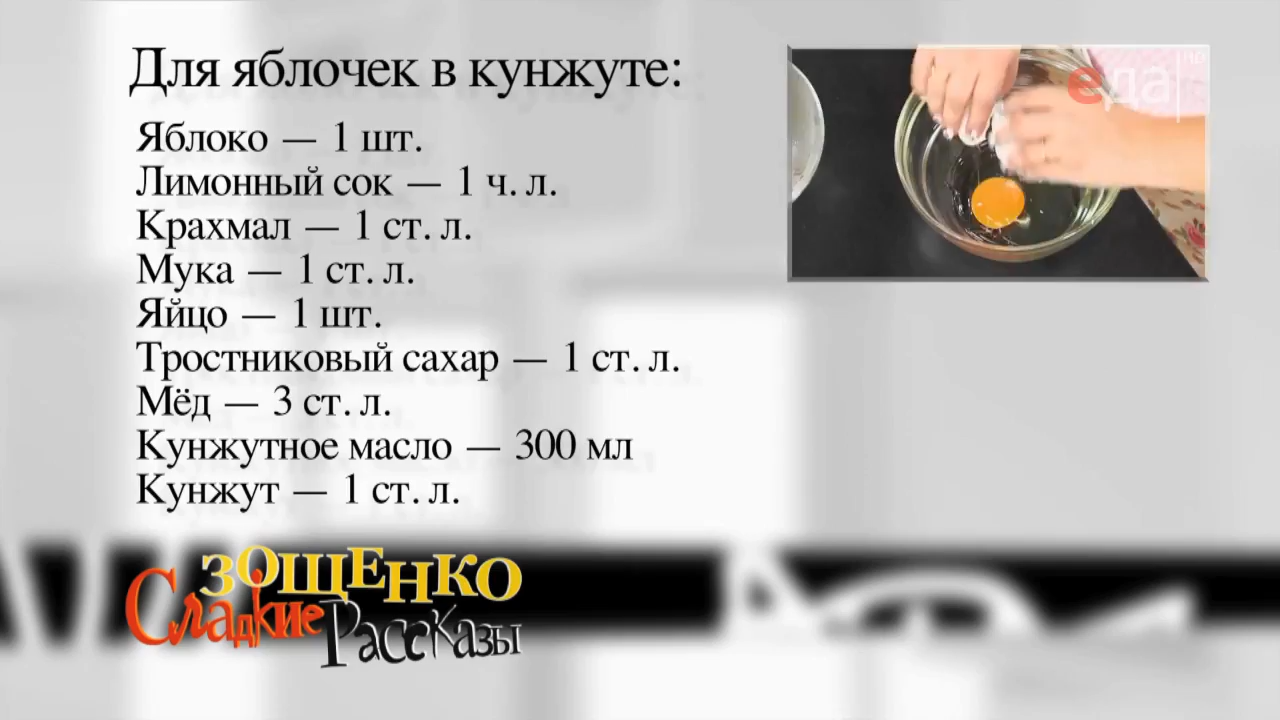 Для яблочек в кунжуте:
Яблоко — 1 шт.
Лимонный сок — 1 ч. л.
Крахмал — 1 ст. л.
Мука — 1 ст. л.
Яйцо — 1 шт.
Тростниковый сахар — 1 ст. л.
Мёд — 3 ст. л.
Кунжутное масло — 300 мл
Кунжут — 1 ст. л.
еда HD
ЗОЩЕНКО
Сладкие
Рассказы